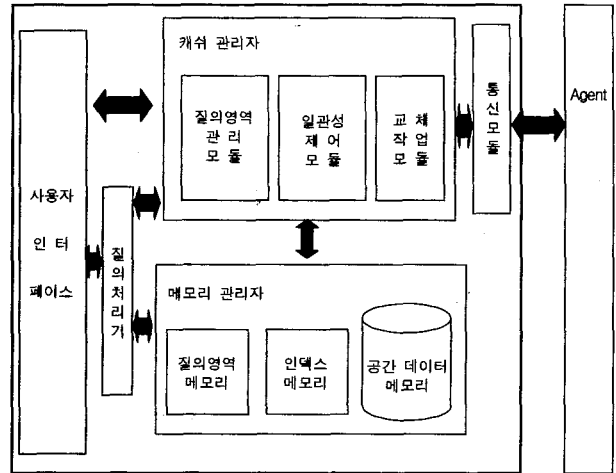 캐쉬 관리자
질의영역
관 리
모 듈
일관성
제 어
모 듈
교 체
작 업
모 듈
통
신
모
듈
Agent
사용자
인 터
페이스
질
의
처
리
기
메모리 관리자
질의영역
메모리
인덱스
메모리
공간 데이터
메모리